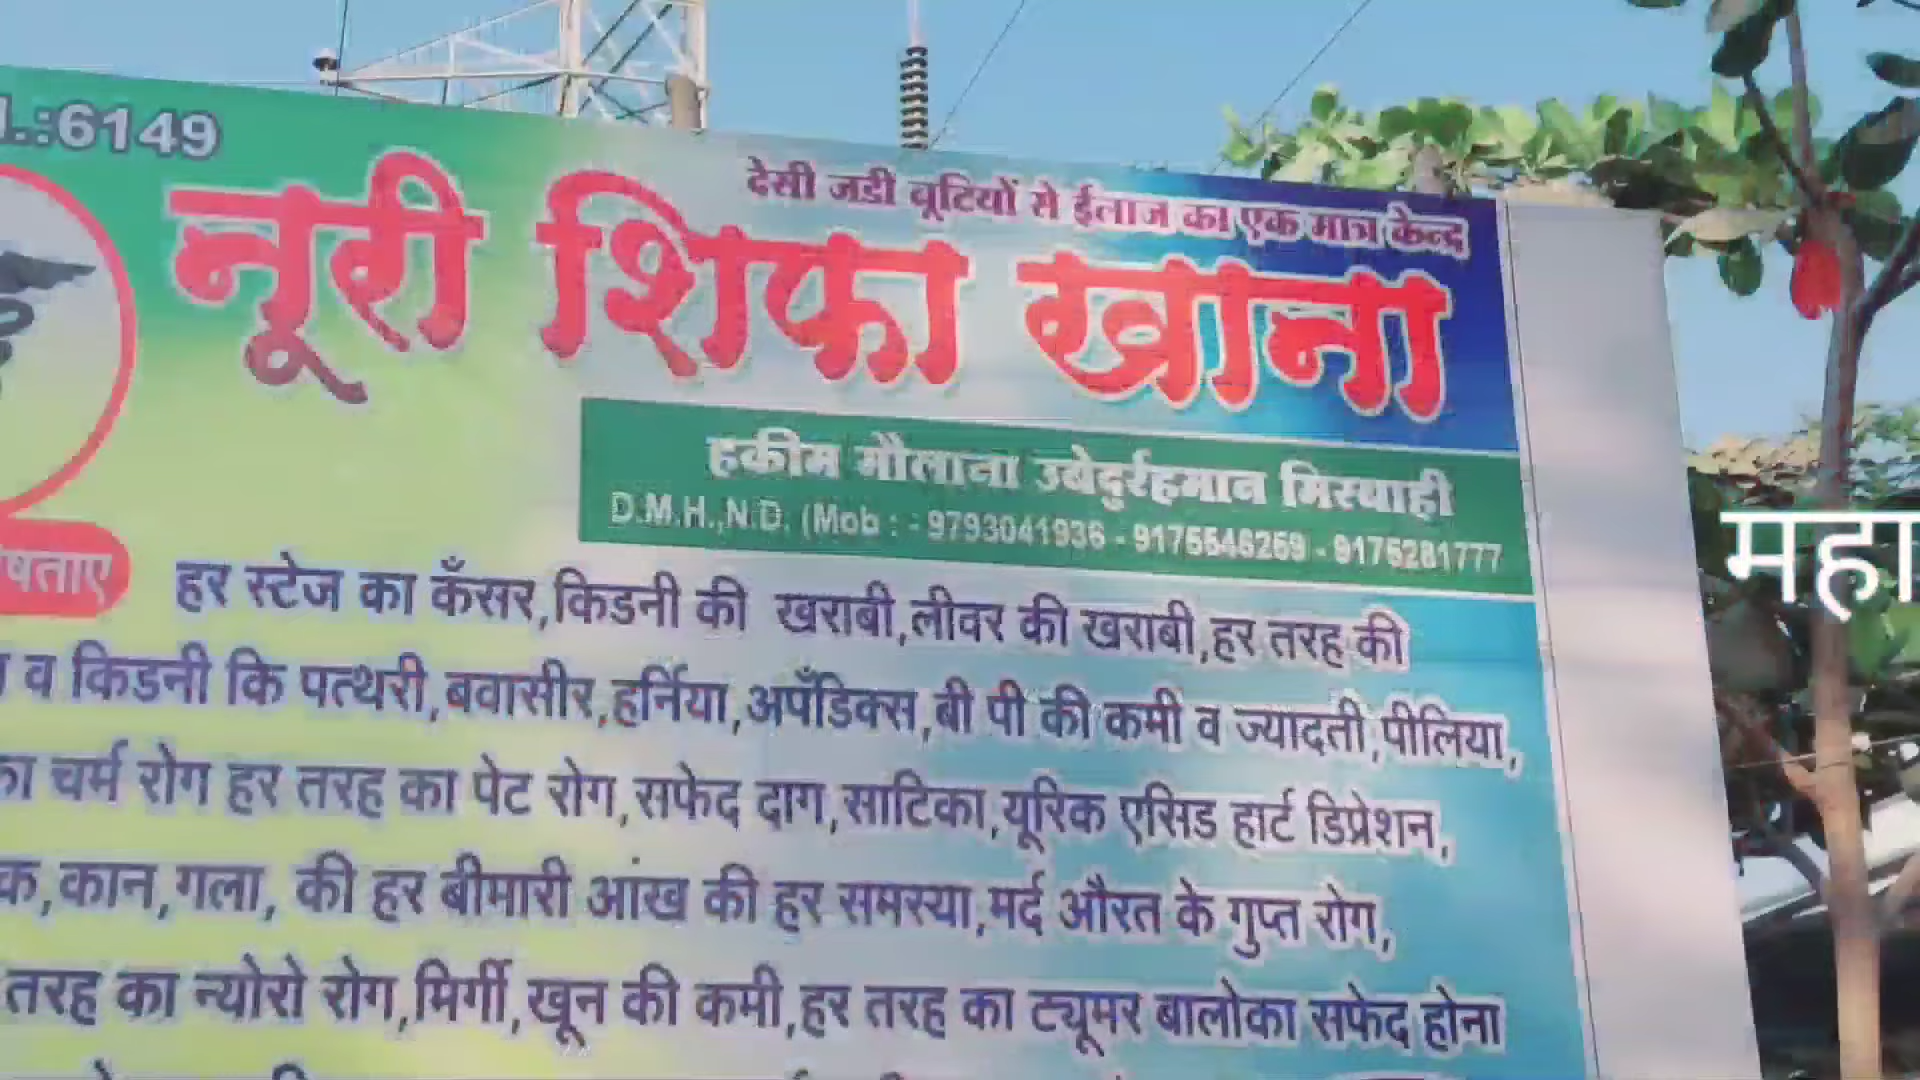 .:6149
देसी जडी बूटियों से ईलाज का एक मात्र केन्द्र
नूरी शिफा खाना
हकीम मौलाना उबेदुर्रहमान मिस्बाही
D.M.H.,N.D. (Mob : - 9793041936 - 9175546269 - 9175281777
षताए
हर स्टेज का कँसर,किडनी की खराबी,लीवर की खराबी,हर तरह की
व किडनी कि पत्थरी,बवासीर,हर्निया,अपँडिक्स,बी पी की कमी व ज्यादती,पीलिया,
का चर्म रोग हर तरह का पेट रोग,सफेद दाग,साटिका,यूरिक एसिड हार्ट डिप्रेशन,
क,कान,गला, की हर बीमारी आंख की हर समस्या,मर्द औरत के गुप्त रोग,
तरह का न्योरो रोग,मिर्गी,खून की कमी,हर तरह का ट्यूमर बालोका सफेद होना
महा